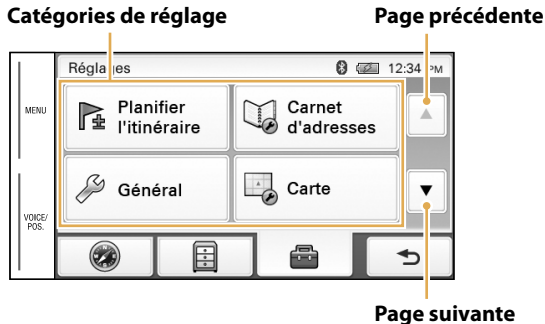 Catégories de réglage
Page précédente
Réglages
12:34 PM
MENU
Planifier
l'itinéraire
Carnet
d'adresses
Général
Carte
VOICE/
POS.
Page suivante